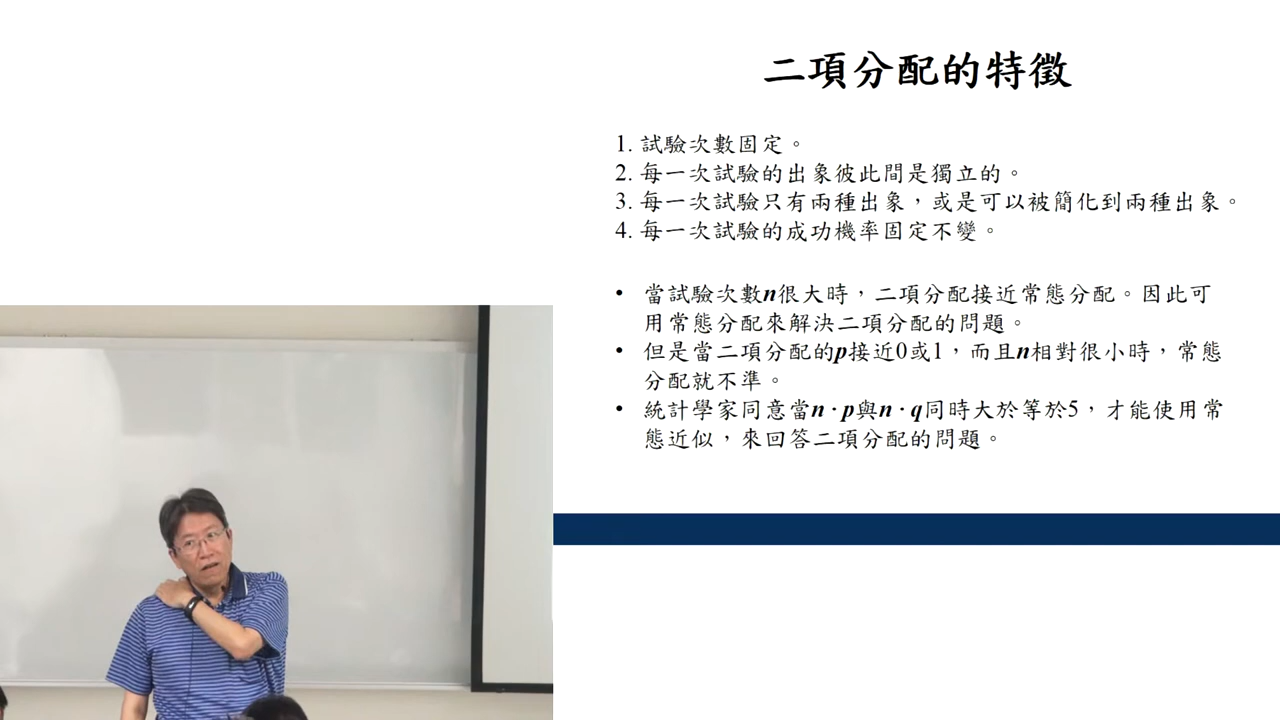 二項分配的特徵
1. 試驗次數固定。
2. 每一次試驗的出象彼此間是獨立的。
3. 每一次試驗只有兩種出象，或是可以被簡化到兩種出象。
4. 每一次試驗的成功機率固定不變。
• 當試驗次數n很大時，二項分配接近常態分配。因此可
用常態分配來解決二項分配的問題。
• 但是當二項分配的p接近0或1，而且n相對很小時，常態
分配就不準。
• 統計學家同意當n · p與n · q同時大於等於5，才能使用常
態近似，來回答二項分配的問題。